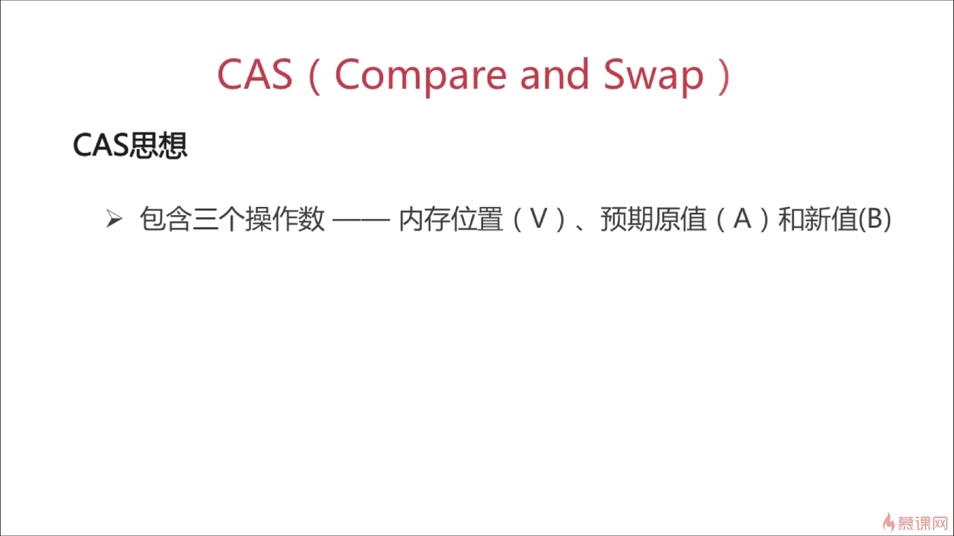 CAS（Compare and Swap）
CAS思想
➢ 包含三个操作数 —— 内存位置（V）、预期原值（A）和新值(B)
慕课网